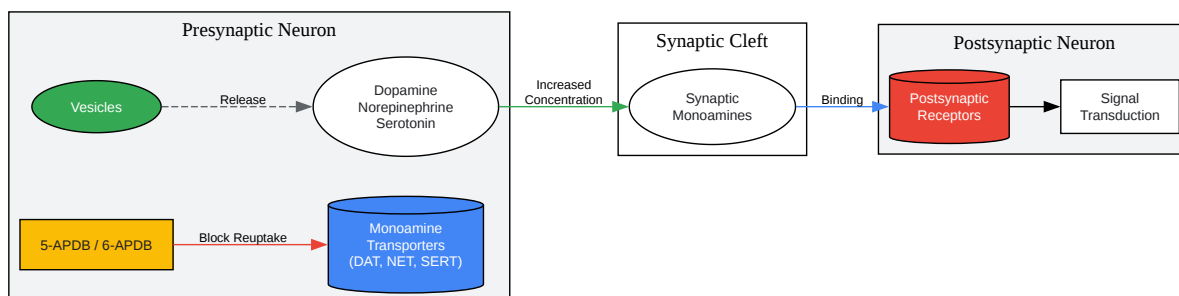 Presynaptic Neuron
Vesicles
Release
Dopamine
Norepinephrine
Serotonin
Increased
Concentration
Synaptic Cleft
Synaptic
Monoamines
Binding
Postsynaptic Neuron
Postsynaptic
Receptors
Signal
Transduction
5-APDB / 6-APDB
Block Reuptake
Monoamine
Transporters
(DAT, NET, SERT)